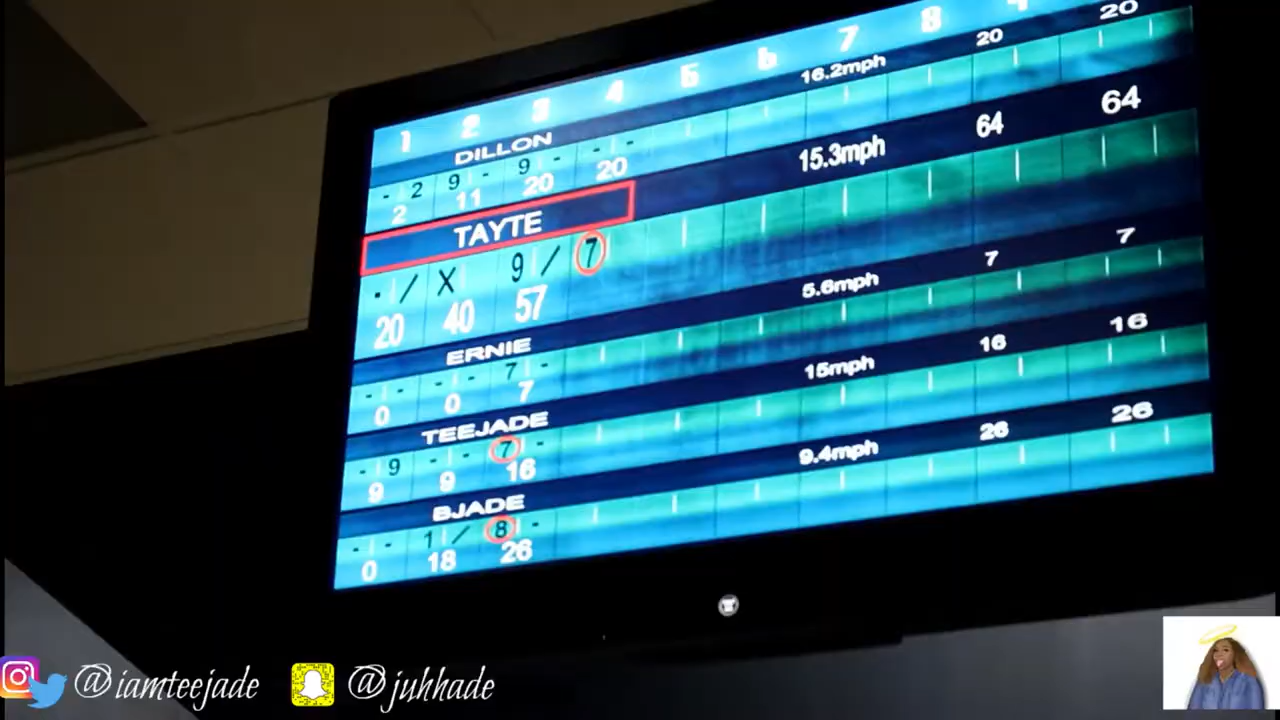 1 2 3 4 5 6 7 8 9
DILLON 16.2mph 20 20
- 2 9 - 9 - - -
2 11 20 20
TAYTE 15.3mph 64 64
- / X 9 / 7
20 40 57
ERNIE 5.6mph 7 7
- - - - 7 -
0 0 7
TEEJADE 15mph 16 16
- 9 - - 7 -
9 9 16
BJADE 9.4mph 26 26
- - 1 / 8 -
0 18 26
@iamteejade @juhhade